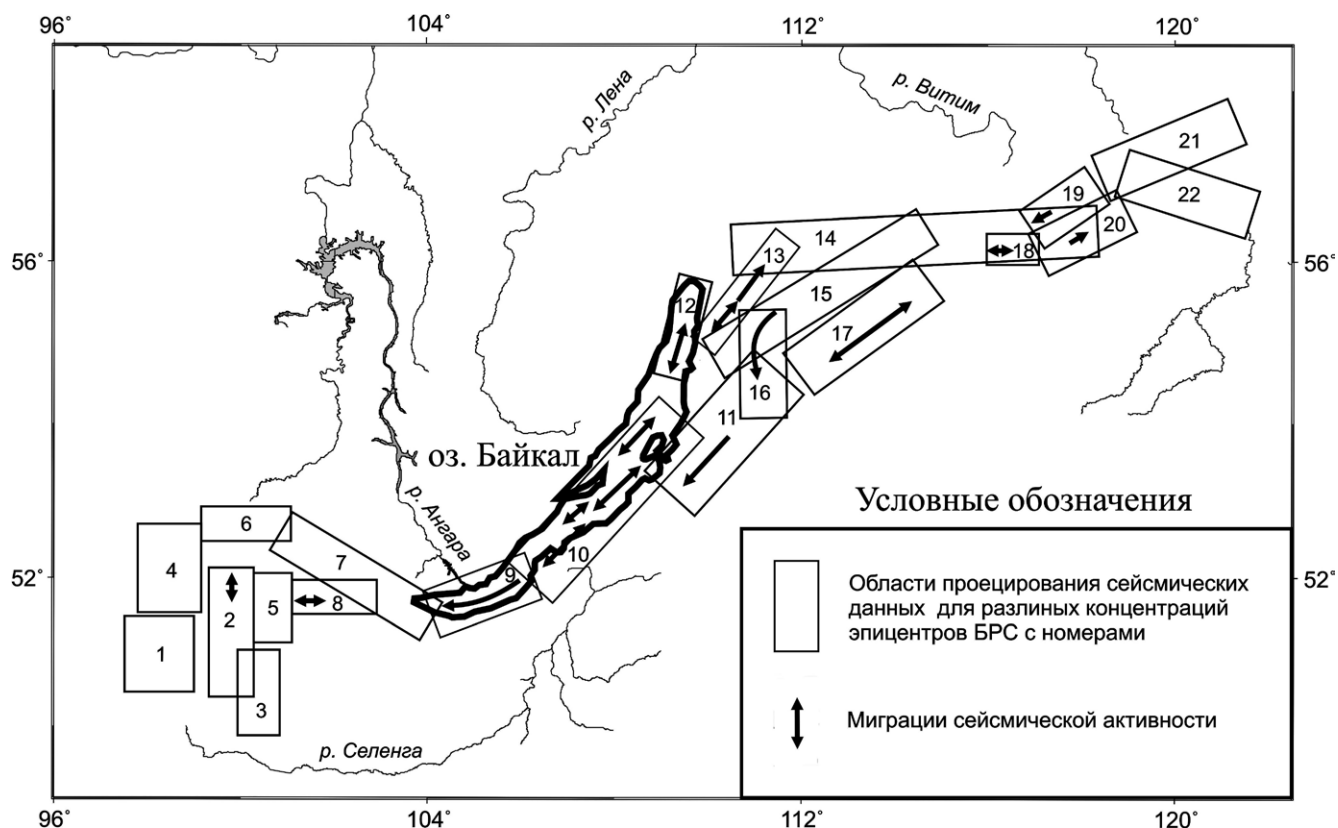 96˚ 104˚ 112˚ 120˚
р. Лена
р. Витим
21
22
19
20
14
18
56˚ 56˚
13
15
12
17
16
11
оз. Байкал
р. Ангара
Условные обозначения
6
4
7
10
9
52˚ 52˚
5
8
2
1
3
Области проецирования сейсмических
данных для разлиных концентраций
эпицентров БРС с номерами
Миграции сейсмической активности
р. Селенга
96˚ 104˚ 112˚ 120˚